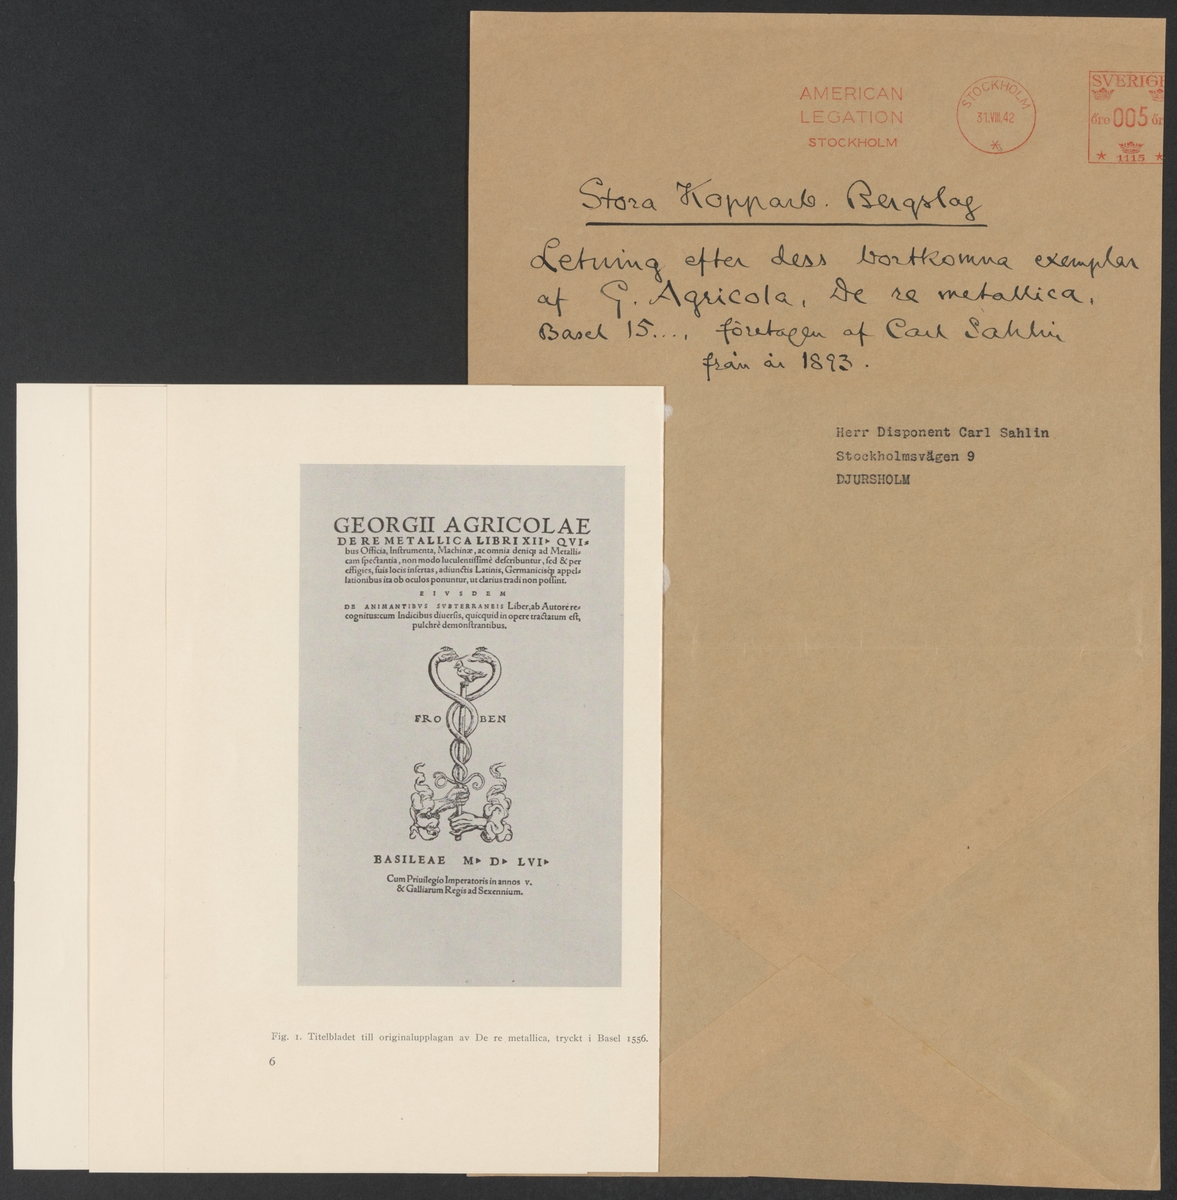 AMERICAN
LEGATION
STOCKHOLM
STOCKHOLM
31.VIII.42
SVERIGE
öre 005 ör
1115
Stora Kopparb. Bergslag
Letning efter dess bortkomna exemplar
af G. Agricola, De re metallica,
Basel 15..., företagen af Carl Sahlin
från år 1893.
Herr Disponent Carl Sahlin
Stockholmsvägen 9
DJURSHOLM
GEORGII AGRICOLAE
DE RE METALLICA LIBRI XII▸ QVI⸗
bus Officia, Inſtrumenta, Machinæ, ac omnia deniqꝫ ad Metalli⸗
cam ſpectantia, non modo luculentiſſimè deſcribuntur, ſed & per
effigies, ſuis locis inſertas, adiunctis Latinis, Germanicisqꝫ appel⸗
lationibus ita ob oculos ponuntur, ut clarius tradi non poſſint.
EIVSDEM
DE ANIMANTIBVS SVBTERRANEIS Liber, ab Autore re⸗
cognitus: cum Indicibus diuerſis, quicquid in opere tractatum eſt,
pulchrè demonſtrantibus.
FRO BEN
BASILEAE M▸ D▸ LVI▸
Cum Priuilegio Imperatoris in annos v.
& Galliarum Regis ad Sexennium.
Fig. 1. Titelbladet till originalupplagan av De re metallica, tryckt i Basel 1556.
6